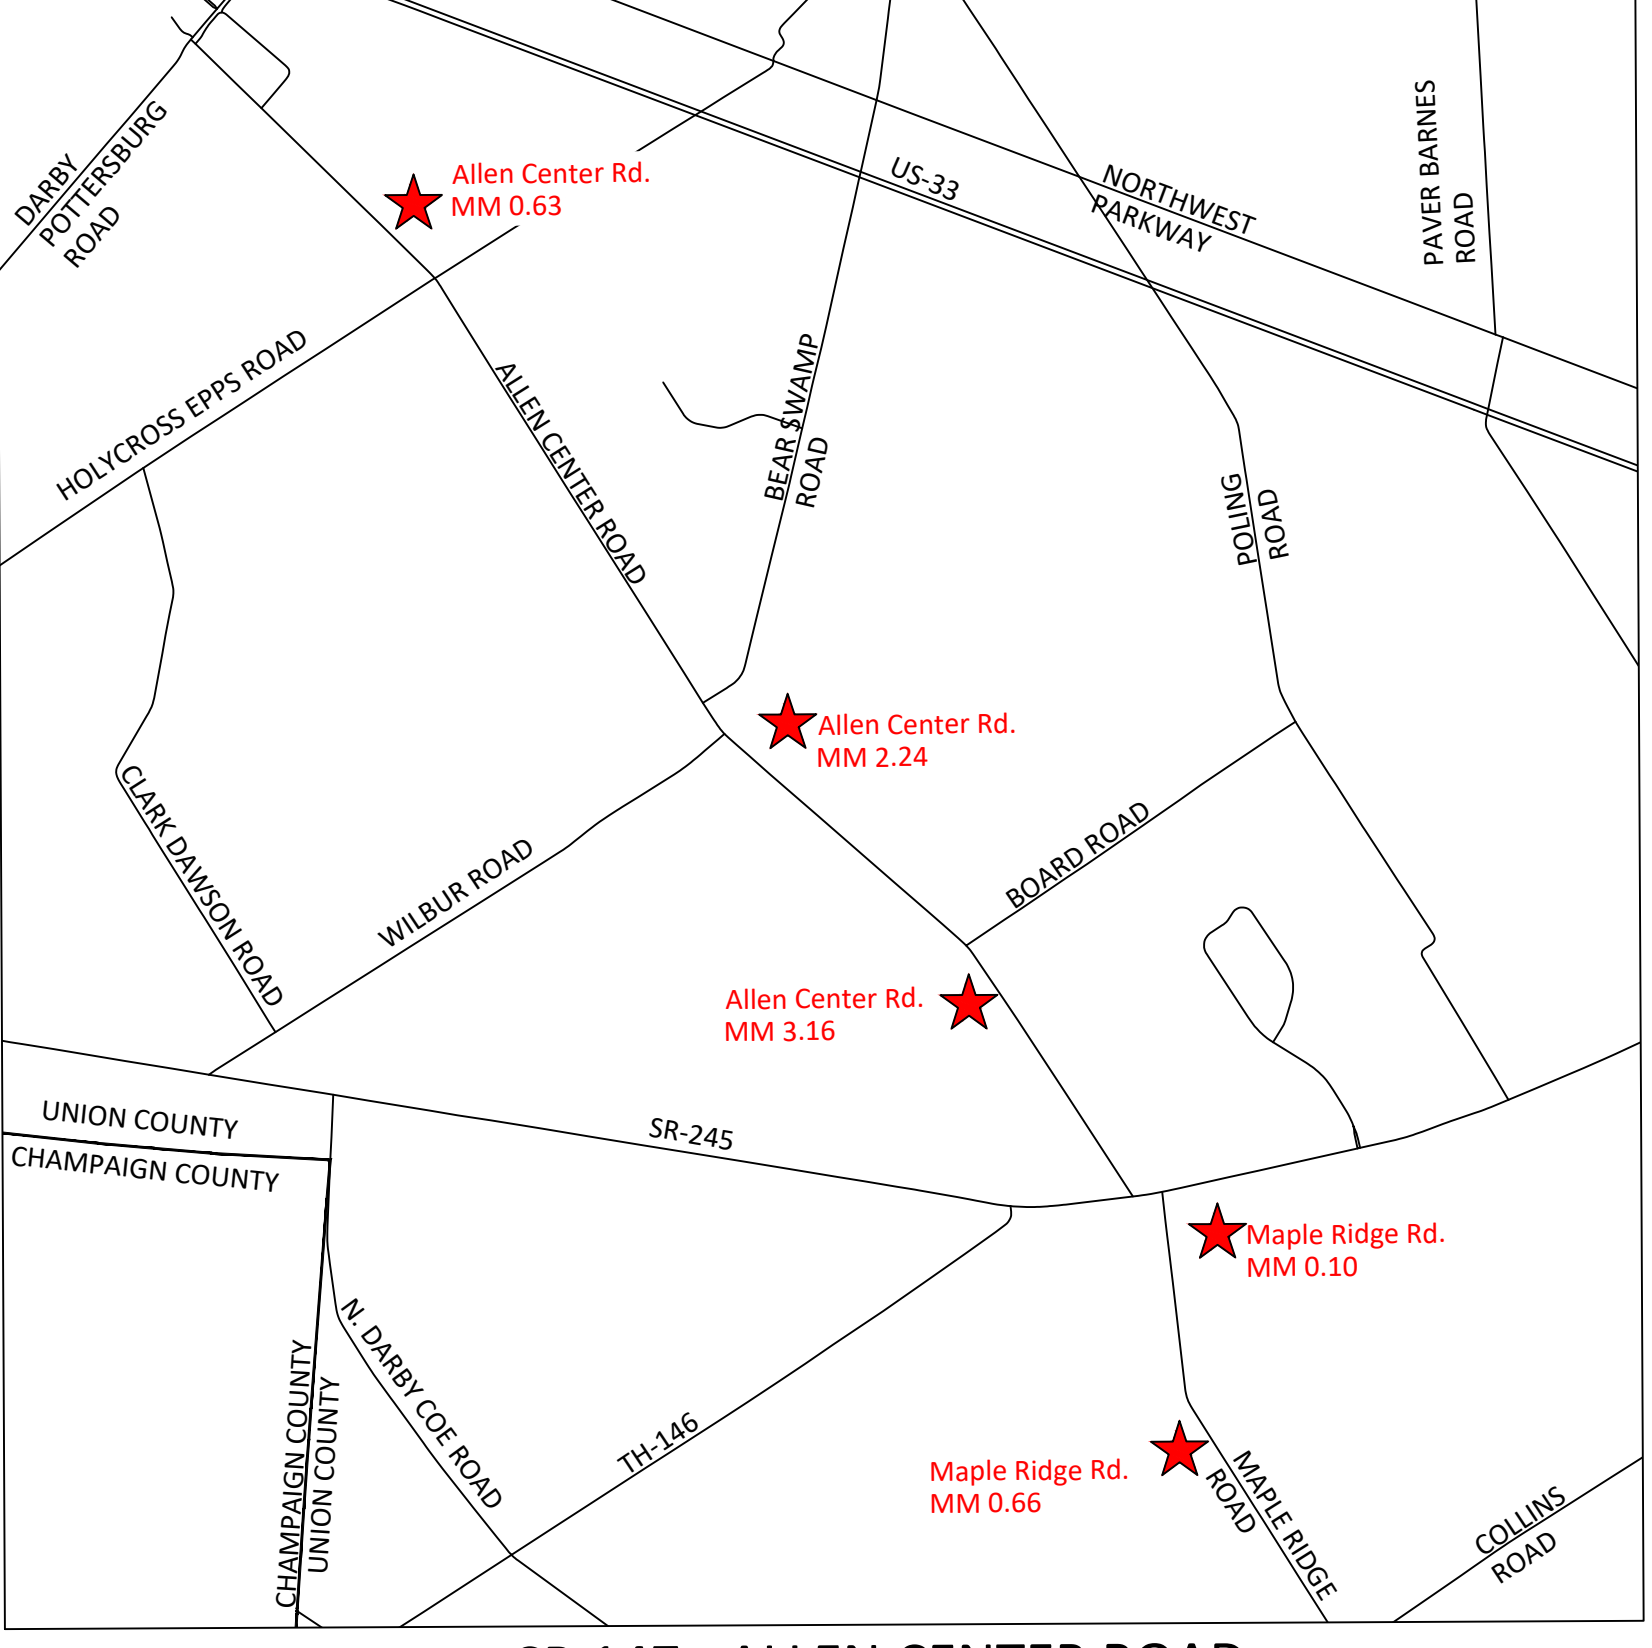 DARBY
POTTERSBURG
ROAD
Allen Center Rd.
MM 0.63
US-33
NORTHWEST
PARKWAY
PAVER BARNES
ROAD
HOLYCROSS EPPS ROAD
ALLEN CENTER ROAD
BEAR SWAMP
ROAD
POLING
ROAD
Allen Center Rd.
MM 2.24
CLARK DAWSON ROAD
WILBUR ROAD
BOARD ROAD
Allen Center Rd.
MM 3.16
UNION COUNTY
CHAMPAIGN COUNTY
SR-245
Maple Ridge Rd.
MM 0.10
N. DARBY COE ROAD
CHAMPAIGN COUNTY
UNION COUNTY
TH-146
Maple Ridge Rd.
MM 0.66
MAPLE RIDGE
ROAD
COLLINS
ROAD
ALLEN CENTER ROAD